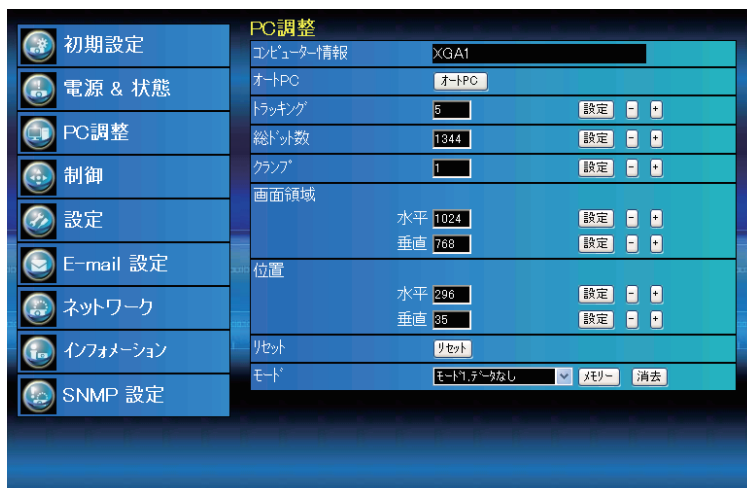 初期設定
電源 & 状態
PC調整
制御
設定
E-mail 設定
ネットワーク
インフォメーション
SNMP 設定
PC調整
コンピューター情報 XGA1
オートPC オートPC
トラッキング 5 設定 - +
総ドット数 1344 設定 - +
クランプ 1 設定 - +
画面領域
水平 1024 設定 - +
垂直 768 設定 - +
位置
水平 296 設定 - +
垂直 35 設定 - +
リセット リセット
モード モード1.データなし メモリー 消去